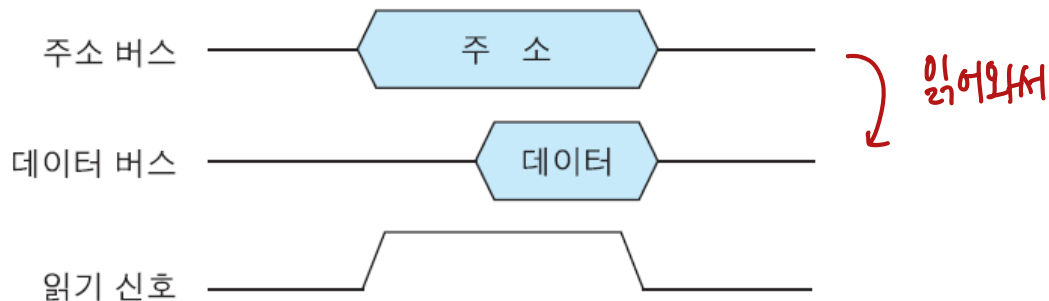 주소 버스
주 소
읽어와서
데이터 버스
데이터
읽기 신호